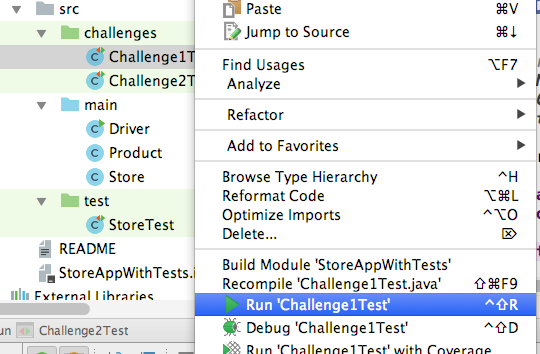 src
challenges
Challenge1T
Challenge2T
main
Driver
Product
Store
test
StoreTest
README
StoreAppWithTests.i
External Libraries
un Challenge2Test
Paste ⌘V
Jump to Source ⌘↓
Find Usages ⌥F7
Analyze
Refactor
Add to Favorites
Browse Type Hierarchy ^H
Reformat Code ⌥⌘L
Optimize Imports ^⌥O
Delete... ⌦
Build Module 'StoreAppWithTests'
Recompile 'Challenge1Test.java' ⇧⌘F9
Run 'Challenge1Test' ^⇧R
Debug 'Challenge1Test' ^⇧D
Run 'Challenge1Test' with Coverage